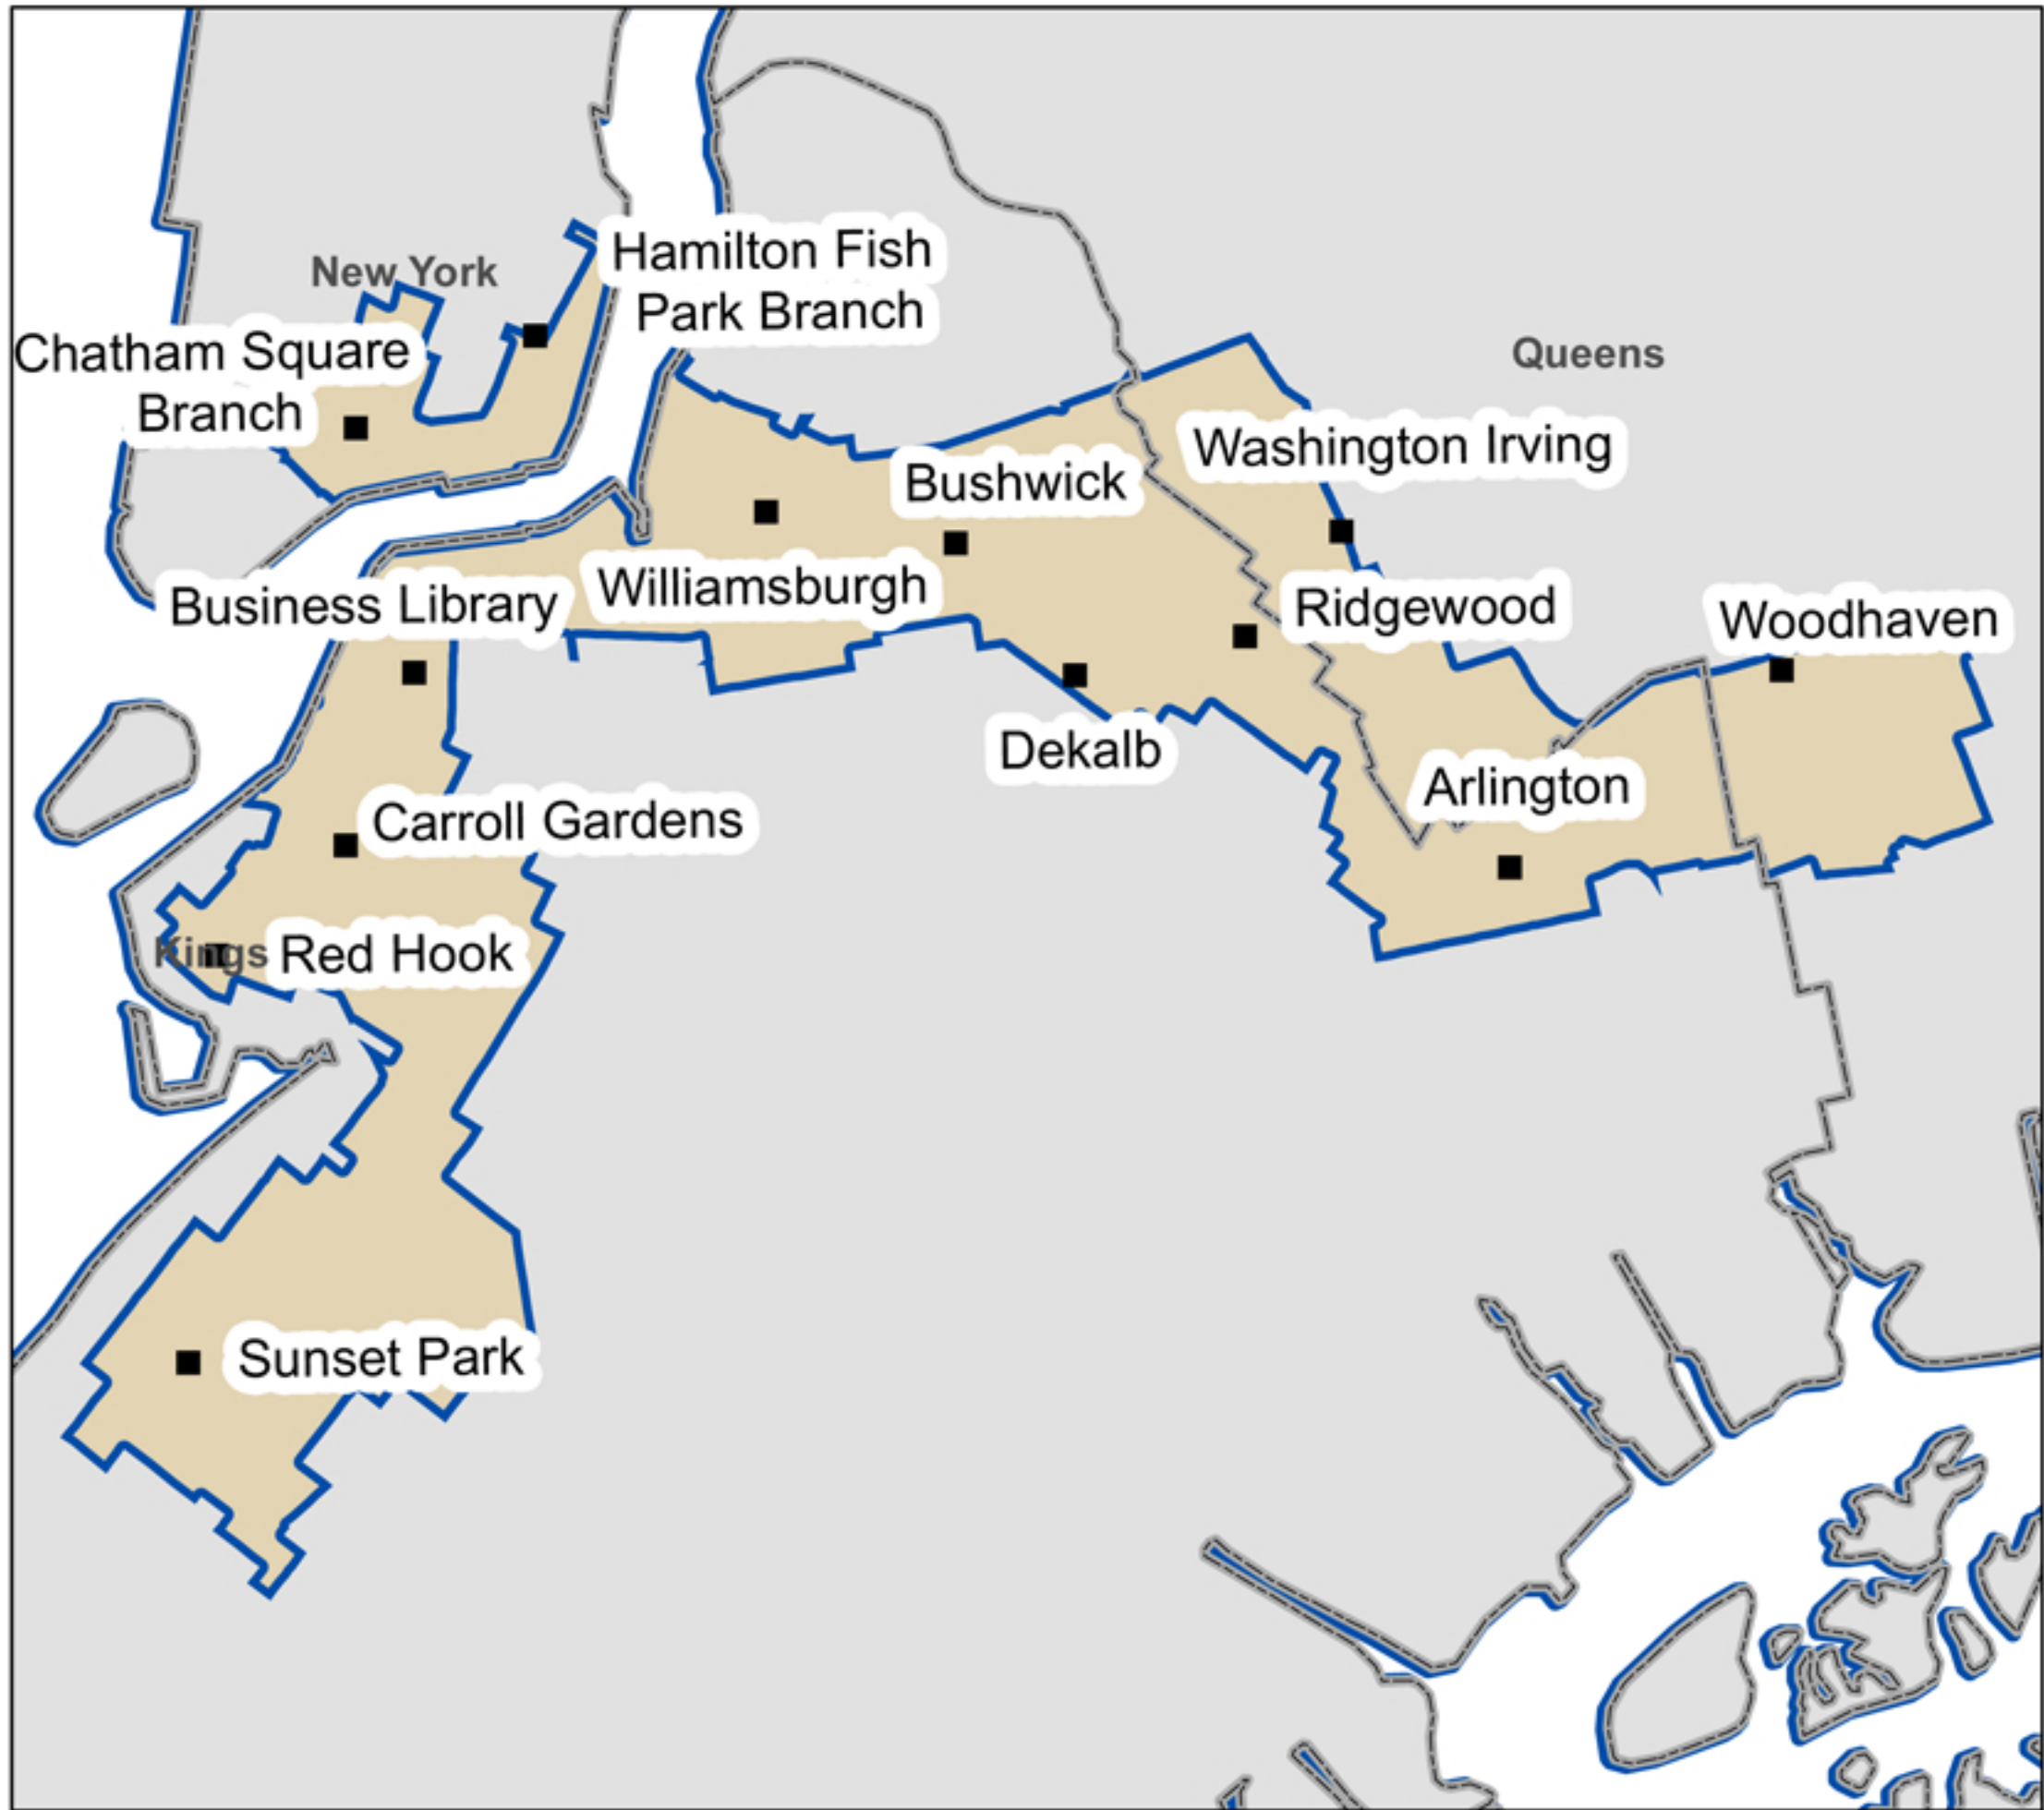 Hamilton Fish
Park Branch
New York
Chatham Square
Branch
Queens
Washington Irving
Bushwick
Williamsburgh
Business Library
Ridgewood
Woodhaven
Dekalb
Arlington
Carroll Gardens
Kings
Red Hook
Sunset Park